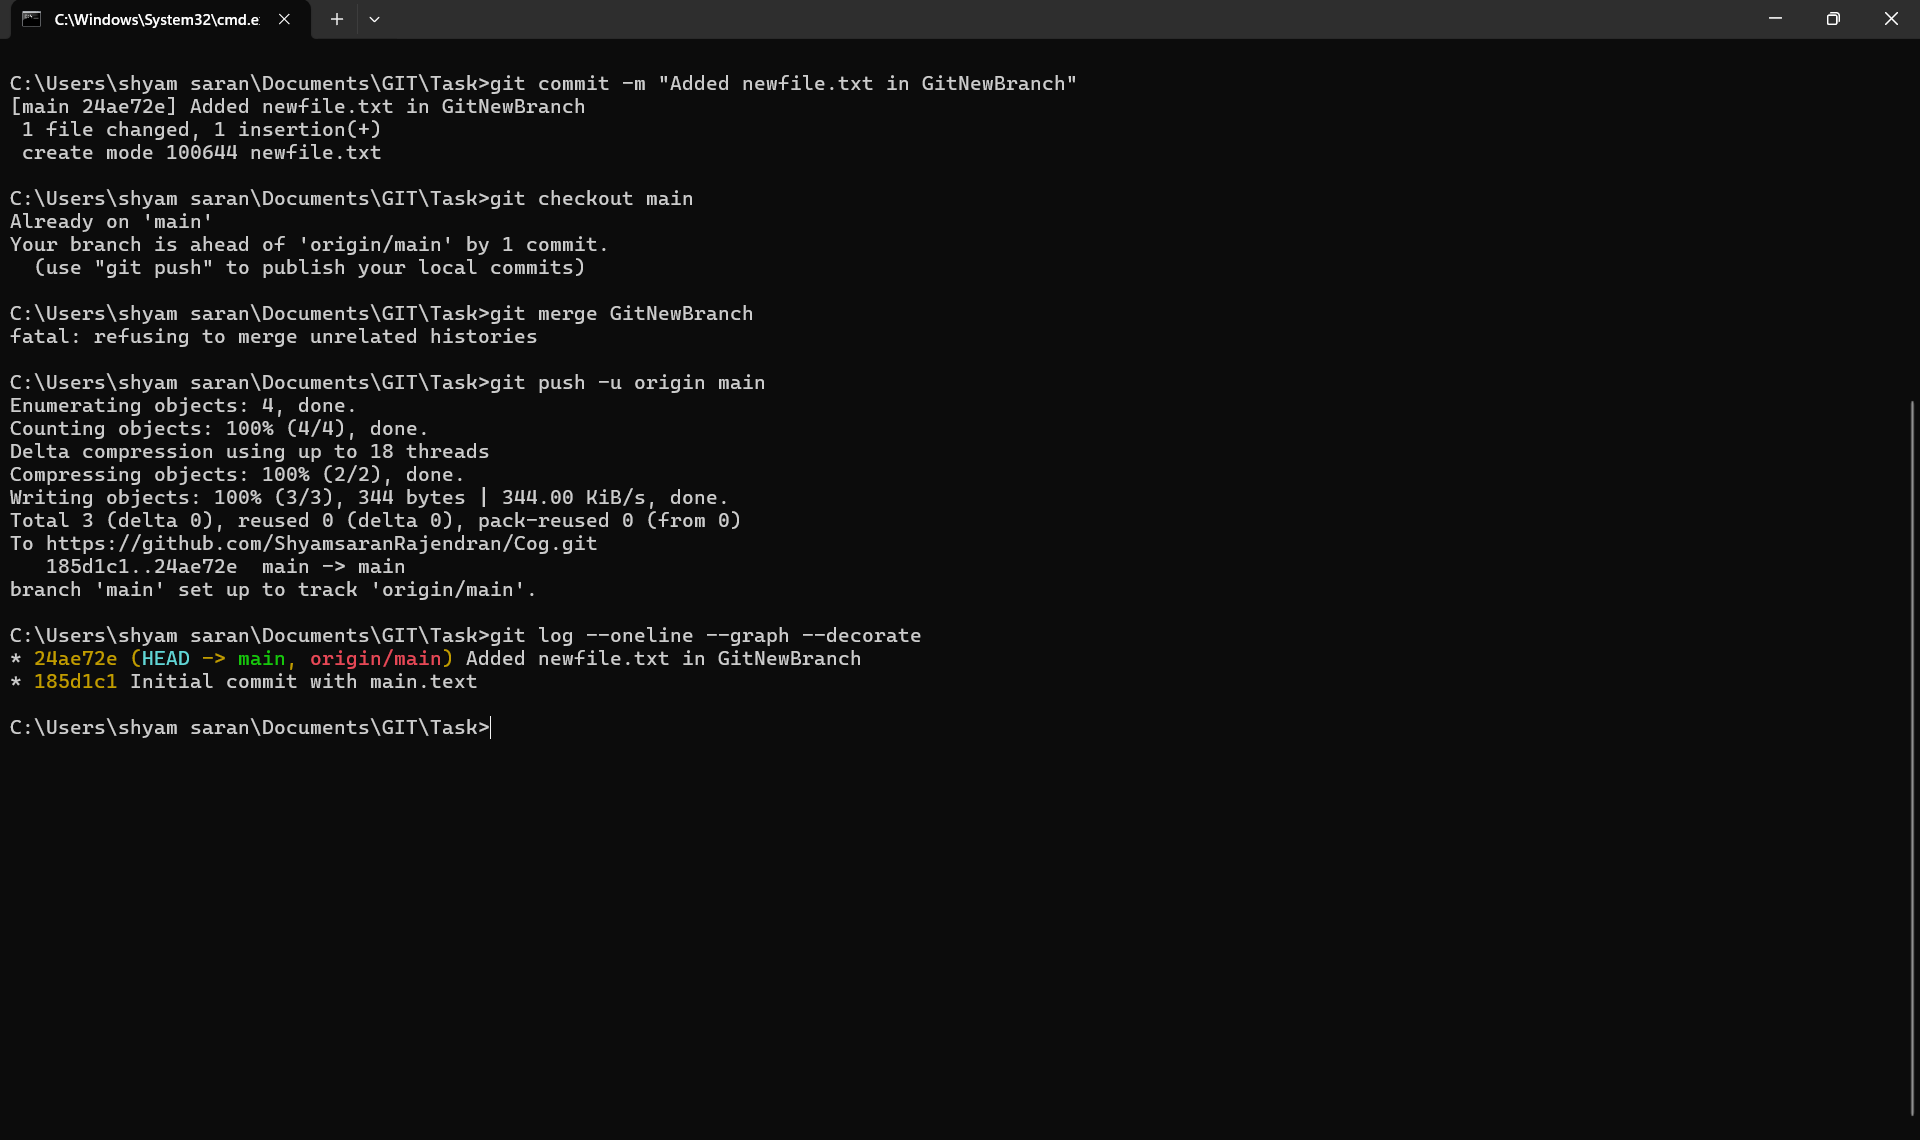 C:\Windows\System32\cmd.e
C:\Users\shyam saran\Documents\GIT\Task>git commit -m "Added newfile.txt in GitNewBranch"
[main 24ae72e] Added newfile.txt in GitNewBranch
 1 file changed, 1 insertion(+)
 create mode 100644 newfile.txt
C:\Users\shyam saran\Documents\GIT\Task>git checkout main
Already on 'main'
Your branch is ahead of 'origin/main' by 1 commit.
  (use "git push" to publish your local commits)
C:\Users\shyam saran\Documents\GIT\Task>git merge GitNewBranch
fatal: refusing to merge unrelated histories
C:\Users\shyam saran\Documents\GIT\Task>git push -u origin main
Enumerating objects: 4, done.
Counting objects: 100% (4/4), done.
Delta compression using up to 18 threads
Compressing objects: 100% (2/2), done.
Writing objects: 100% (3/3), 344 bytes | 344.00 KiB/s, done.
Total 3 (delta 0), reused 0 (delta 0), pack-reused 0 (from 0)
To https://github.com/ShyamsaranRajendran/Cog.git
   185d1c1..24ae72e  main -> main
branch 'main' set up to track 'origin/main'.
C:\Users\shyam saran\Documents\GIT\Task>git log --oneline --graph --decorate
* 24ae72e (HEAD -> main, origin/main) Added newfile.txt in GitNewBranch
* 185d1c1 Initial commit with main.text
C:\Users\shyam saran\Documents\GIT\Task>